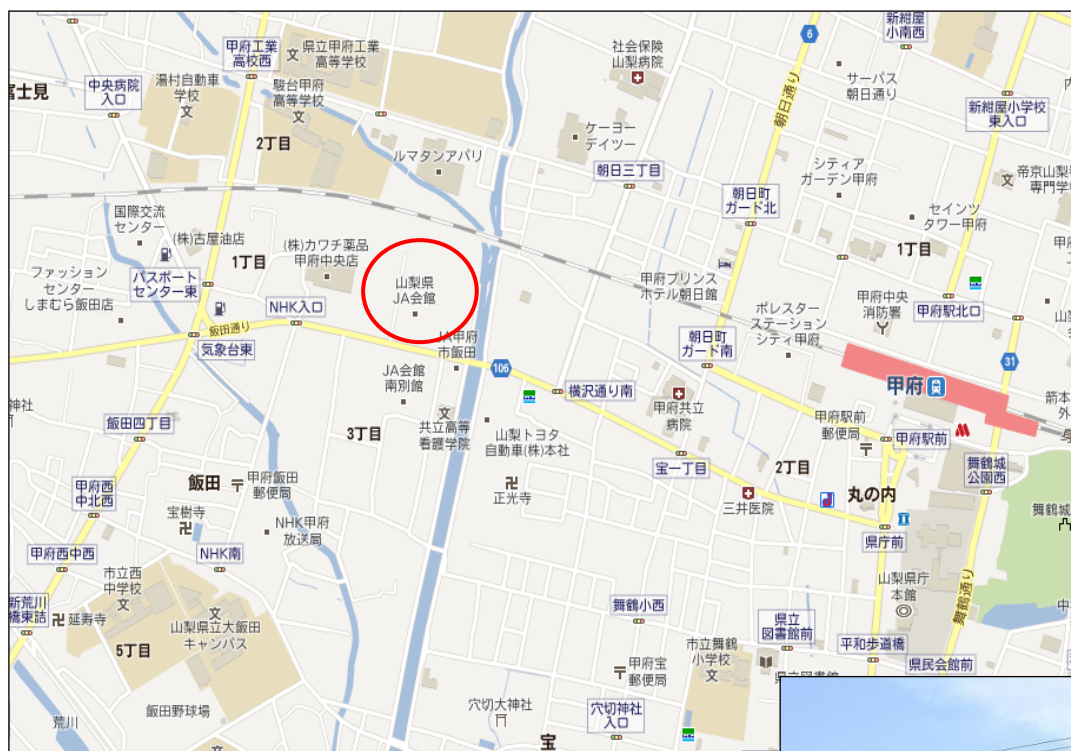 甲府工業
高校西
県立甲府工業
高等学校
社会保険
山梨病院
6
新紺屋
小南西
中央病院
入口
湯村自動車
学校
駿台甲府
高等学校
朝日通り
サーパス
朝日通り
富士見
新紺屋小学校
東入口
2丁目
ケーヨー
デイツー
ルマタンアパリ
朝日三丁目
シティア
ガーデン甲府
帝京山梨看
専門学校
朝日町
ガード北
国際交流
センター
セインツ
タワー甲府
(株)古屋油店
1丁目
(株)カワチ薬品
甲府中央店
1丁目
ファッション
センター
しまむら飯田店
パスポート
センター東
山梨県
JA会館
甲府プリンス
ホテル朝日館
NHK入口
ポレスター
ステーション
シティ甲府
甲府中央
消防署
甲府駅北口
飯田通り
気象台東
JA甲府
市飯田
朝日町
ガード南
JA会館
南別館
106
31
甲府
横沢通り南
甲府共立
病院
飯田四丁目
3丁目
共立高等
看護学院
山梨トヨタ
自動車(株)本社
甲府駅前
郵便局
甲府駅前
宝一丁目
2丁目
舞鶴城
公園西
甲府西
中北西
飯田
甲府飯田
郵便局
正光寺
三井医院
丸の内
宝樹寺
NHK甲府
放送局
県庁前
甲府西中西
NHK南
市立西
中学校
山梨県庁
本館
舞鶴通り
新荒川
橋東詰
延寿寺
山梨県立大飯田
キャンパス
舞鶴小西
県立
図書館前
5丁目
市立舞鶴
小学校
平和歩道橋
県民会館前
甲府宝
郵便局
飯田野球場
穴切大神社
穴切神社
入口
荒川
宝